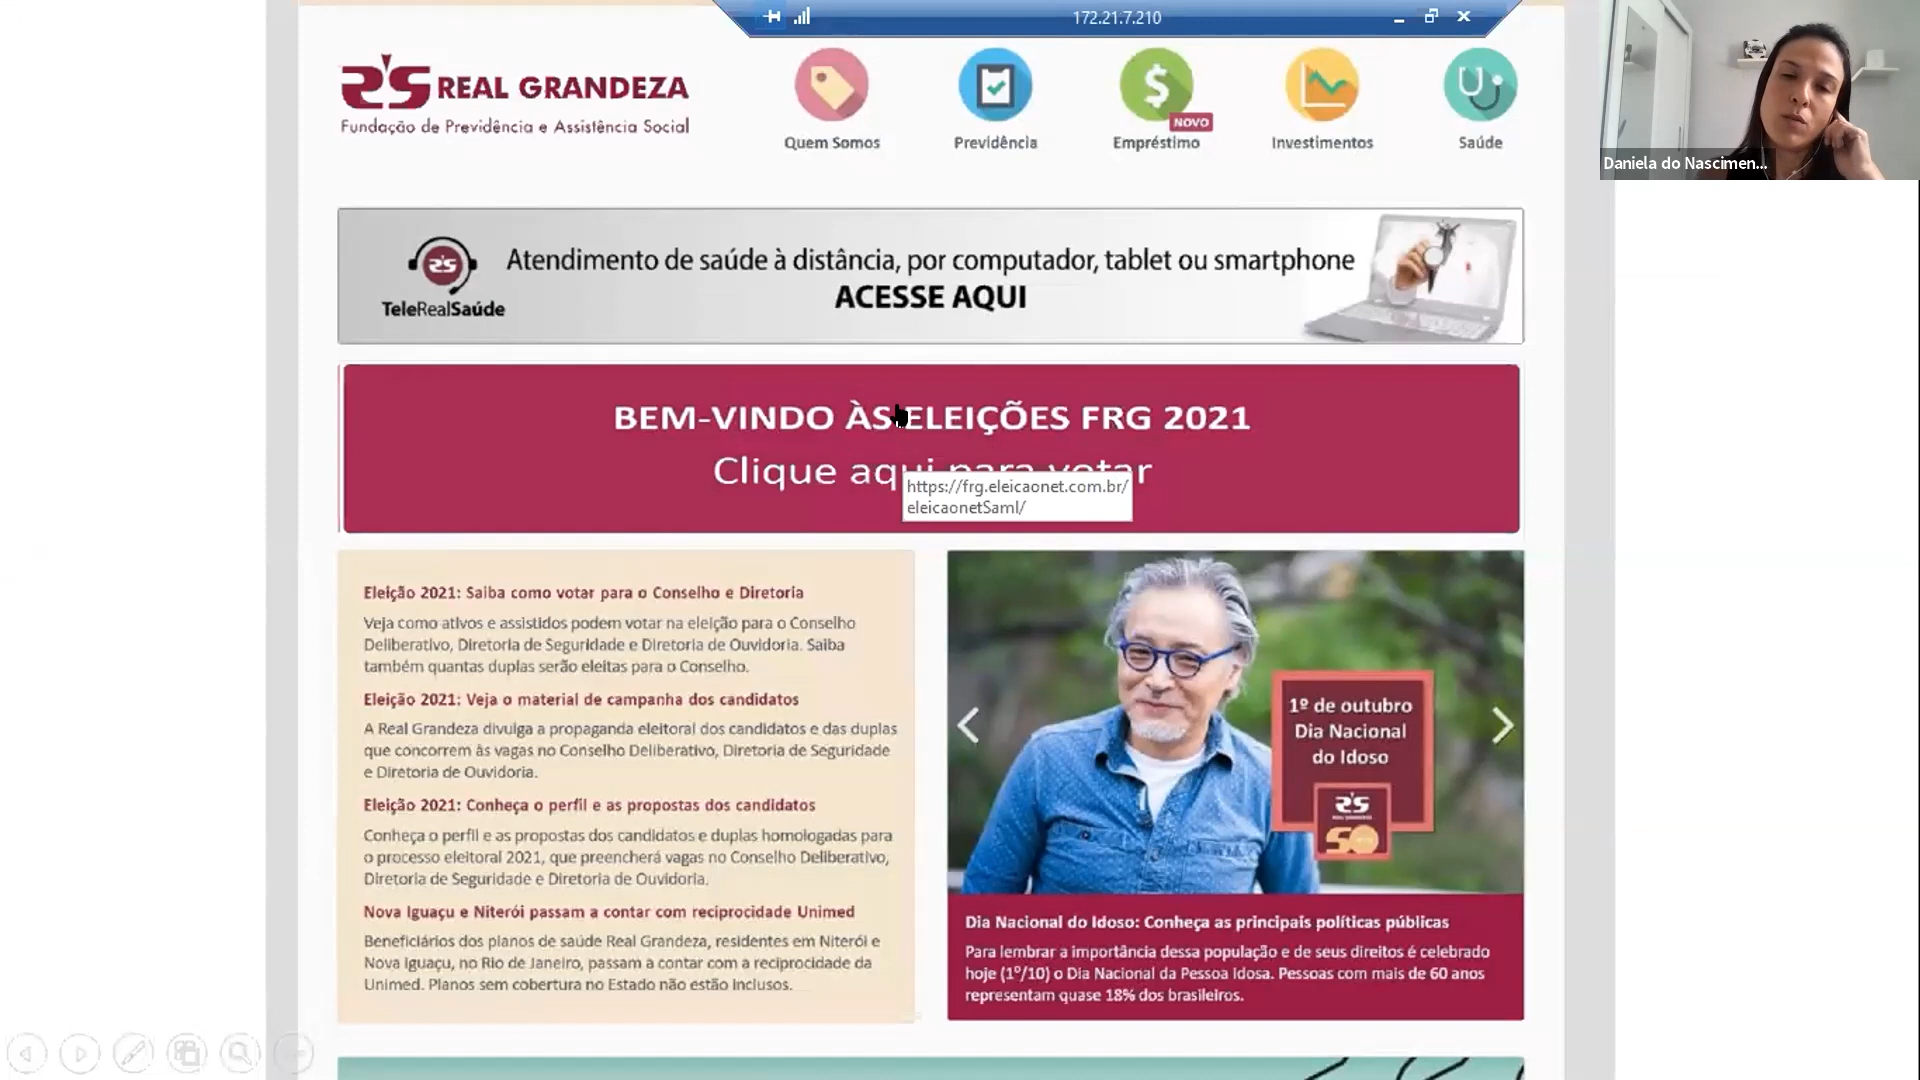 172.21.7.210
REAL GRANDEZA
Fundação de Previdência e Assistência Social
Quem Somos
Previdência
NOVO
Empréstimo
Investimentos
Saúde
Daniela do Nascimen...
TeleRealSaúde
Atendimento de saúde à distância, por computador, tablet ou smartphone
ACESSE AQUI
BEM-VINDO ÀS ELEIÇÕES FRG 2021
Clique aqui para votar
https://frg.eleicaonet.com.br/
eleicaonetSaml/
Eleição 2021: Saiba como votar para o Conselho e Diretoria
Veja como ativos e assistidos podem votar na eleição para o Conselho
Deliberativo, Diretoria de Seguridade e Diretoria de Ouvidoria. Saiba
também quantas duplas serão eleitas para o Conselho.
Eleição 2021: Veja o material de campanha dos candidatos
A Real Grandeza divulga a propaganda eleitoral dos candidatos e das duplas
que concorrem às vagas no Conselho Deliberativo, Diretoria de Seguridade
e Diretoria de Ouvidoria.
Eleição 2021: Conheça o perfil e as propostas dos candidatos
Conheça o perfil e as propostas dos candidatos e duplas homologadas para
o processo eleitoral 2021, que preencherá vagas no Conselho Deliberativo,
Diretoria de Seguridade e Diretoria de Ouvidoria.
Nova Iguaçu e Niterói passam a contar com reciprocidade Unimed
Beneficiários dos planos de saúde Real Grandeza, residentes em Niterói e
Nova Iguaçu, no Rio de Janeiro, passam a contar com a reciprocidade da
Unimed. Planos sem cobertura no Estado não estão inclusos.
1º de outubro
Dia Nacional
do Idoso
REAL GRANDEZA
50
Dia Nacional do Idoso: Conheça as principais políticas públicas
Para lembrar a importância dessa população e de seus direitos é celebrado
hoje (1º/10) o Dia Nacional da Pessoa Idosa. Pessoas com mais de 60 anos
representam quase 18% dos brasileiros.